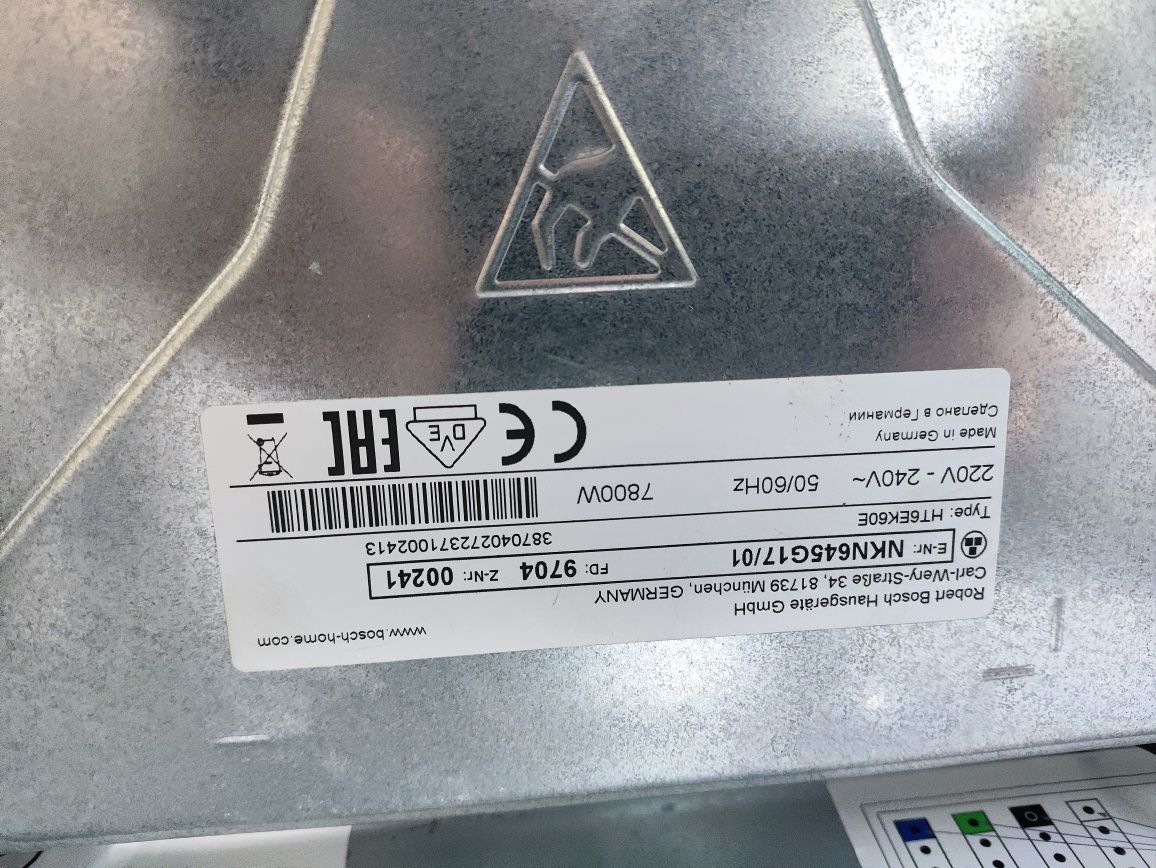 www.bosch-home.com
Robert Bosch Hausgeräte GmbH
Carl-Wery-Straße 34, 81739 München, GERMANY
E-Nr: NKN645G17/01 FD: 9704 Z-Nr: 00241
Type: HT6EK60E 387040272371002413
220V - 240V~ 50/60Hz 7800W
Made in Germany
Сделано в Германии
CE
DVE
EAC